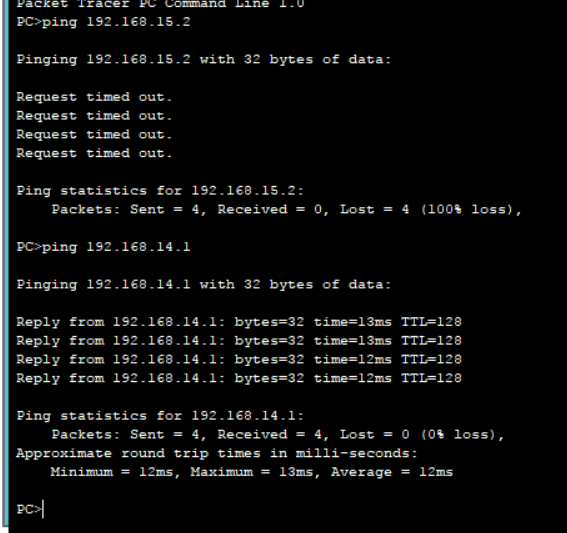 Packet Tracer PC Command Line 1.0
PC>ping 192.168.15.2
Pinging 192.168.15.2 with 32 bytes of data:
Request timed out.
Request timed out.
Request timed out.
Request timed out.
Ping statistics for 192.168.15.2:
Packets: Sent = 4, Received = 0, Lost = 4 (100% loss),
PC>ping 192.168.14.1
Pinging 192.168.14.1 with 32 bytes of data:
Reply from 192.168.14.1: bytes=32 time=13ms TTL=128
Reply from 192.168.14.1: bytes=32 time=13ms TTL=128
Reply from 192.168.14.1: bytes=32 time=12ms TTL=128
Reply from 192.168.14.1: bytes=32 time=12ms TTL=128
Ping statistics for 192.168.14.1:
Packets: Sent = 4, Received = 4, Lost = 0 (0% loss),
Approximate round trip times in milli-seconds:
Minimum = 12ms, Maximum = 13ms, Average = 12ms
PC>